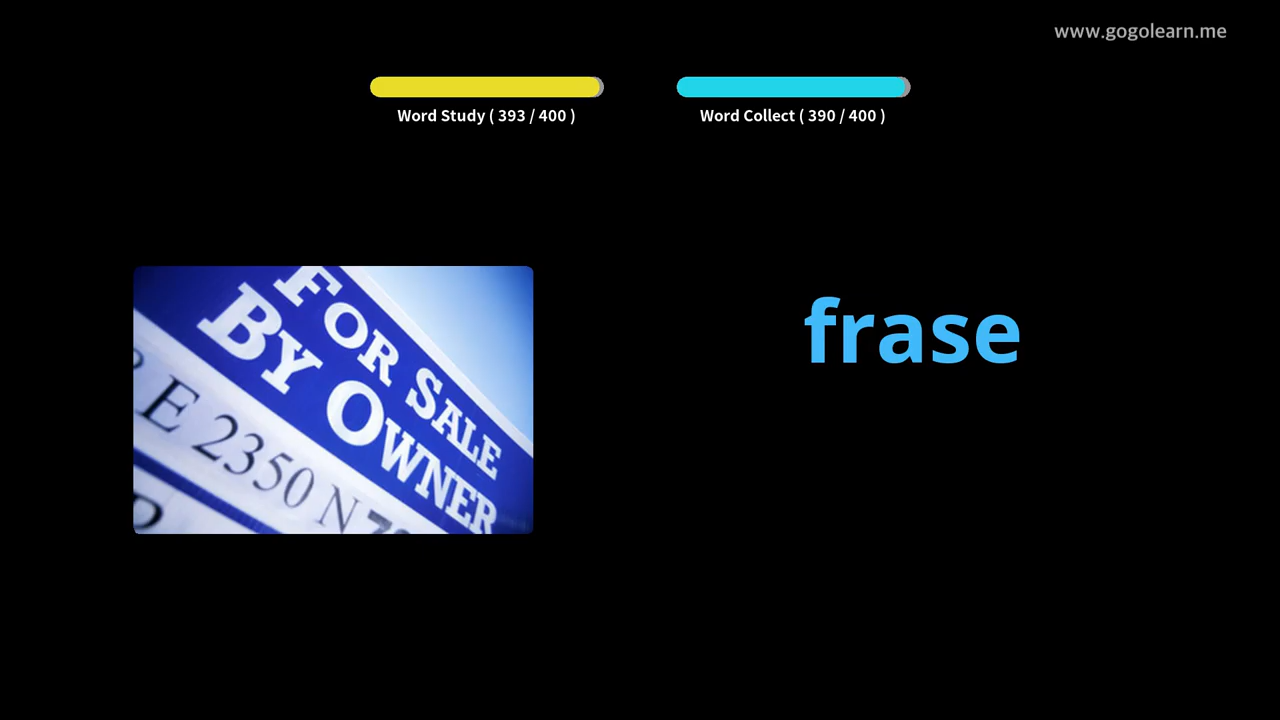 www.gogolearn.me
Word Study ( 393 / 400 )
Word Collect ( 390 / 400 )
FOR SALE
BY OWNER
E 2350 N
frase